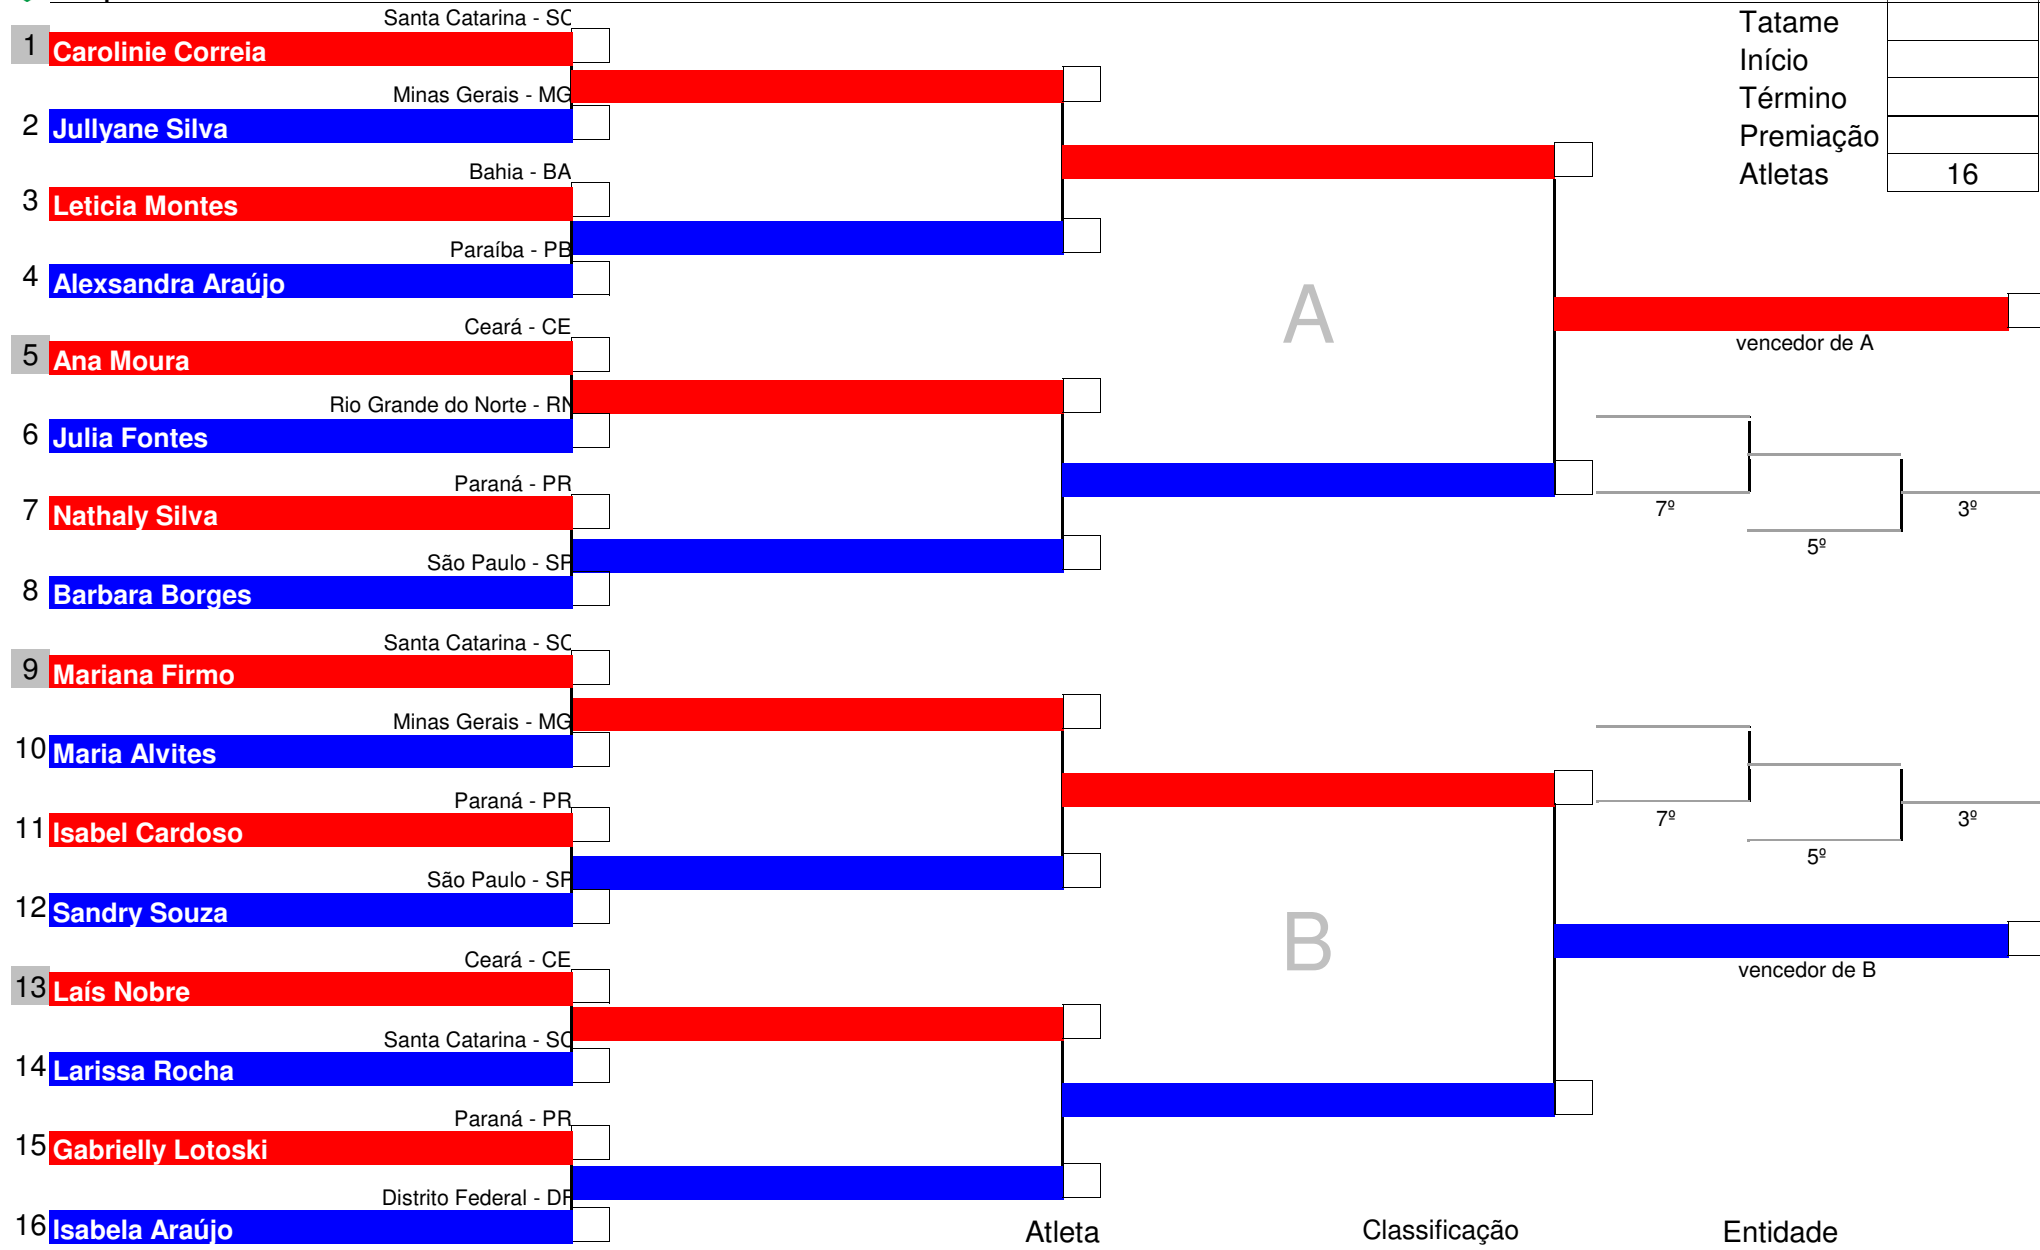 Santa Catarina - SC
1 Carolinie Correia
Minas Gerais - MG
2 Jullyane Silva
Bahia - BA
3 Leticia Montes
Paraíba - PB
4 Alexsandra Araújo
Ceará - CE
5 Ana Moura
Rio Grande do Norte - RN
6 Julia Fontes
Paraná - PR
7 Nathaly Silva
São Paulo - SP
8 Barbara Borges
Santa Catarina - SC
9 Mariana Firmo
Minas Gerais - MG
10 Maria Alvites
Paraná - PR
11 Isabel Cardoso
São Paulo - SP
12 Sandry Souza
Ceará - CE
13 Laís Nobre
Santa Catarina - SC
14 Larissa Rocha
Paraná - PR
15 Gabrielly Lotoski
Distrito Federal - DF
16 Isabela Araújo
A
B
Tatame
Início
Término
Premiação
Atletas 16
vencedor de A
7º
3º
5º
7º
3º
5º
vencedor de B
Atleta Classificação Entidade